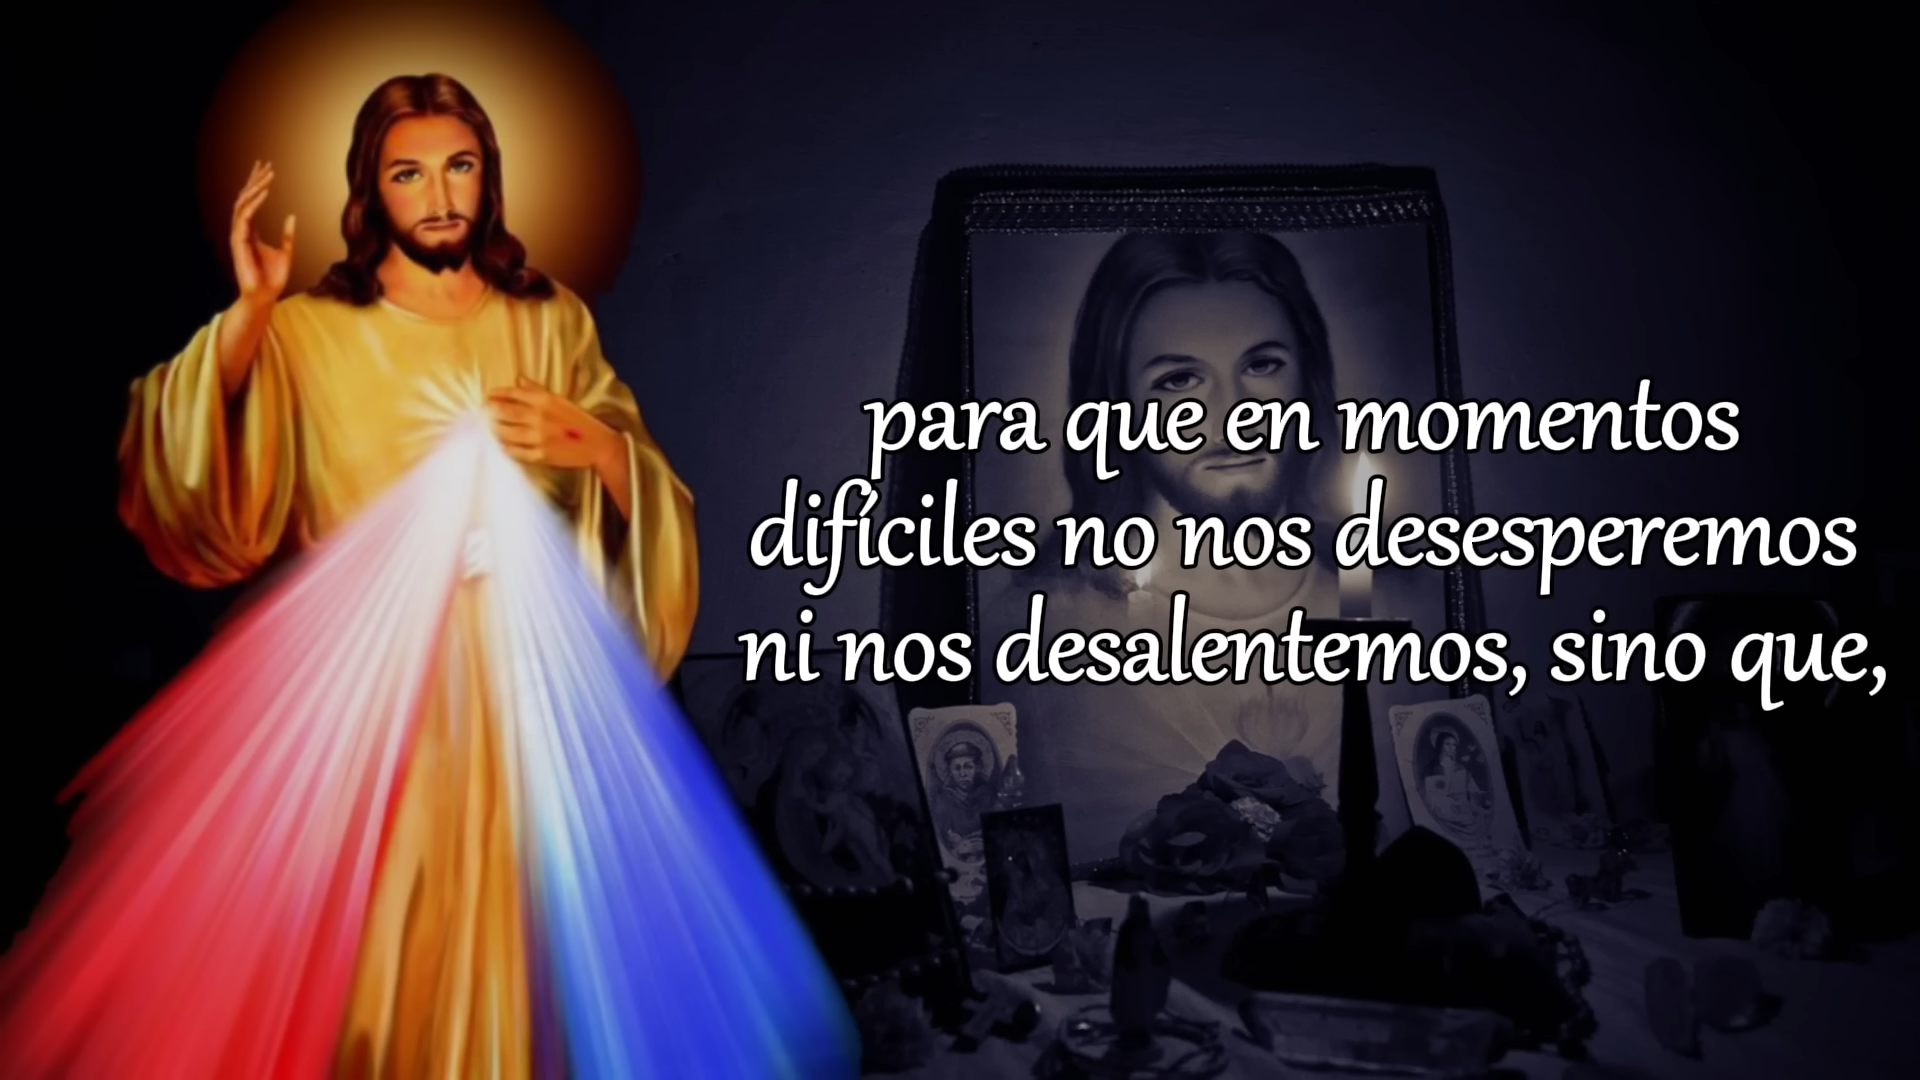 para que en momentos
difíciles no nos desesperemos
ni nos desalentemos, sino que,